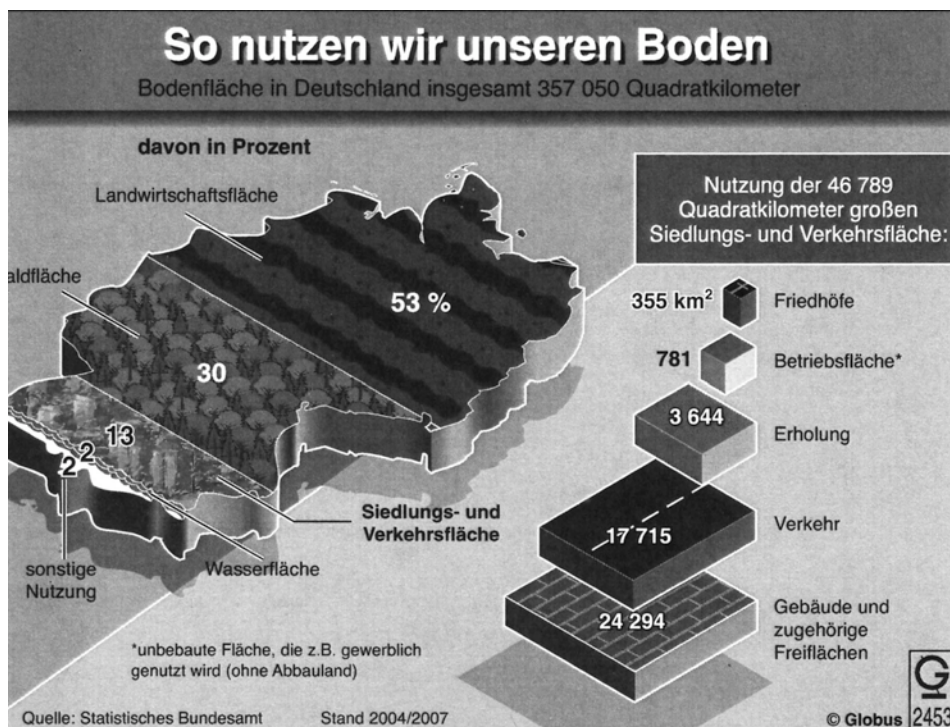 So nutzen wir unseren Boden
Bodenfläche in Deutschland insgesamt 357 050 Quadratkilometer
davon in Prozent
Landwirtschaftsfläche
aldfläche
53 %
30
13
2
2
Siedlungs- und
Verkehrsfläche
Wasserfläche
sonstige
Nutzung
Nutzung der 46 789
Quadratkilometer großen
Siedlungs- und Verkehrsfläche:
355 km² Friedhöfe
781 Betriebsfläche*
3 644 Erholung
17 715 Verkehr
24 294 Gebäude und
zugehörige
Freiflächen
*unbebaute Fläche, die z.B. gewerblich
genutzt wird (ohne Abbauland)
Quelle: Statistisches Bundesamt Stand 2004/2007 © Globus
G
2453